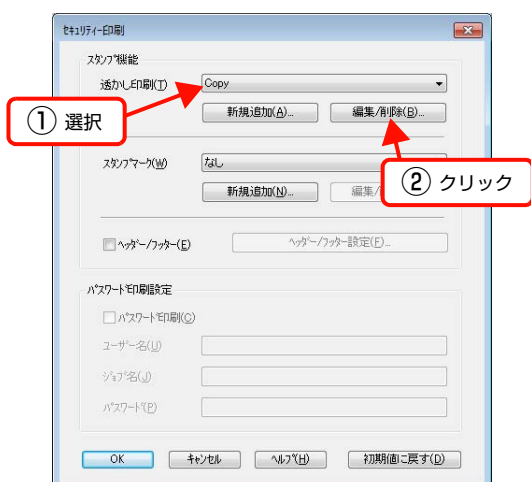 セキュリティー印刷
スタンプ機能
透かし印刷(T) Copy
新規追加(A)... 編集/削除(B)...
① 選択
スタンプマーク(W) なし
② クリック
新規追加(N)... 編集/
ヘッダー/フッター(E) ヘッダー/フッター設定(F)...
パスワード印刷設定
パスワード印刷(C)
ユーザー名(U)
ジョブ名(J)
パスワード(P)
OK キャンセル ヘルプ(H) 初期値に戻す(D)